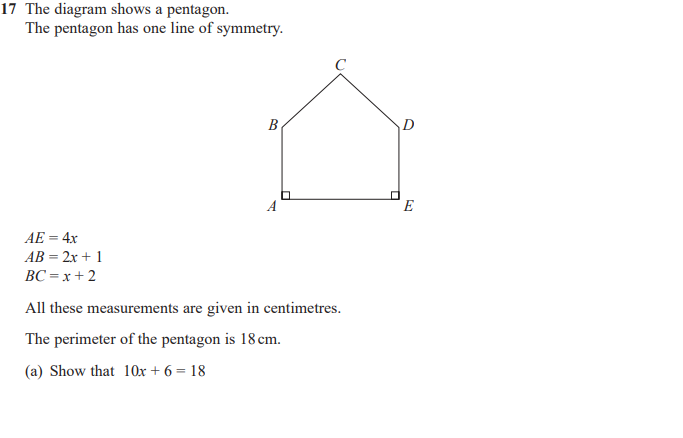 17 The diagram shows a pentagon.
The pentagon has one line of symmetry.
C
B
D
A
E
AE = 4x
AB = 2x + 1
BC = x + 2
All these measurements are given in centimetres.
The perimeter of the pentagon is 18 cm.
(a) Show that 10x + 6 = 18